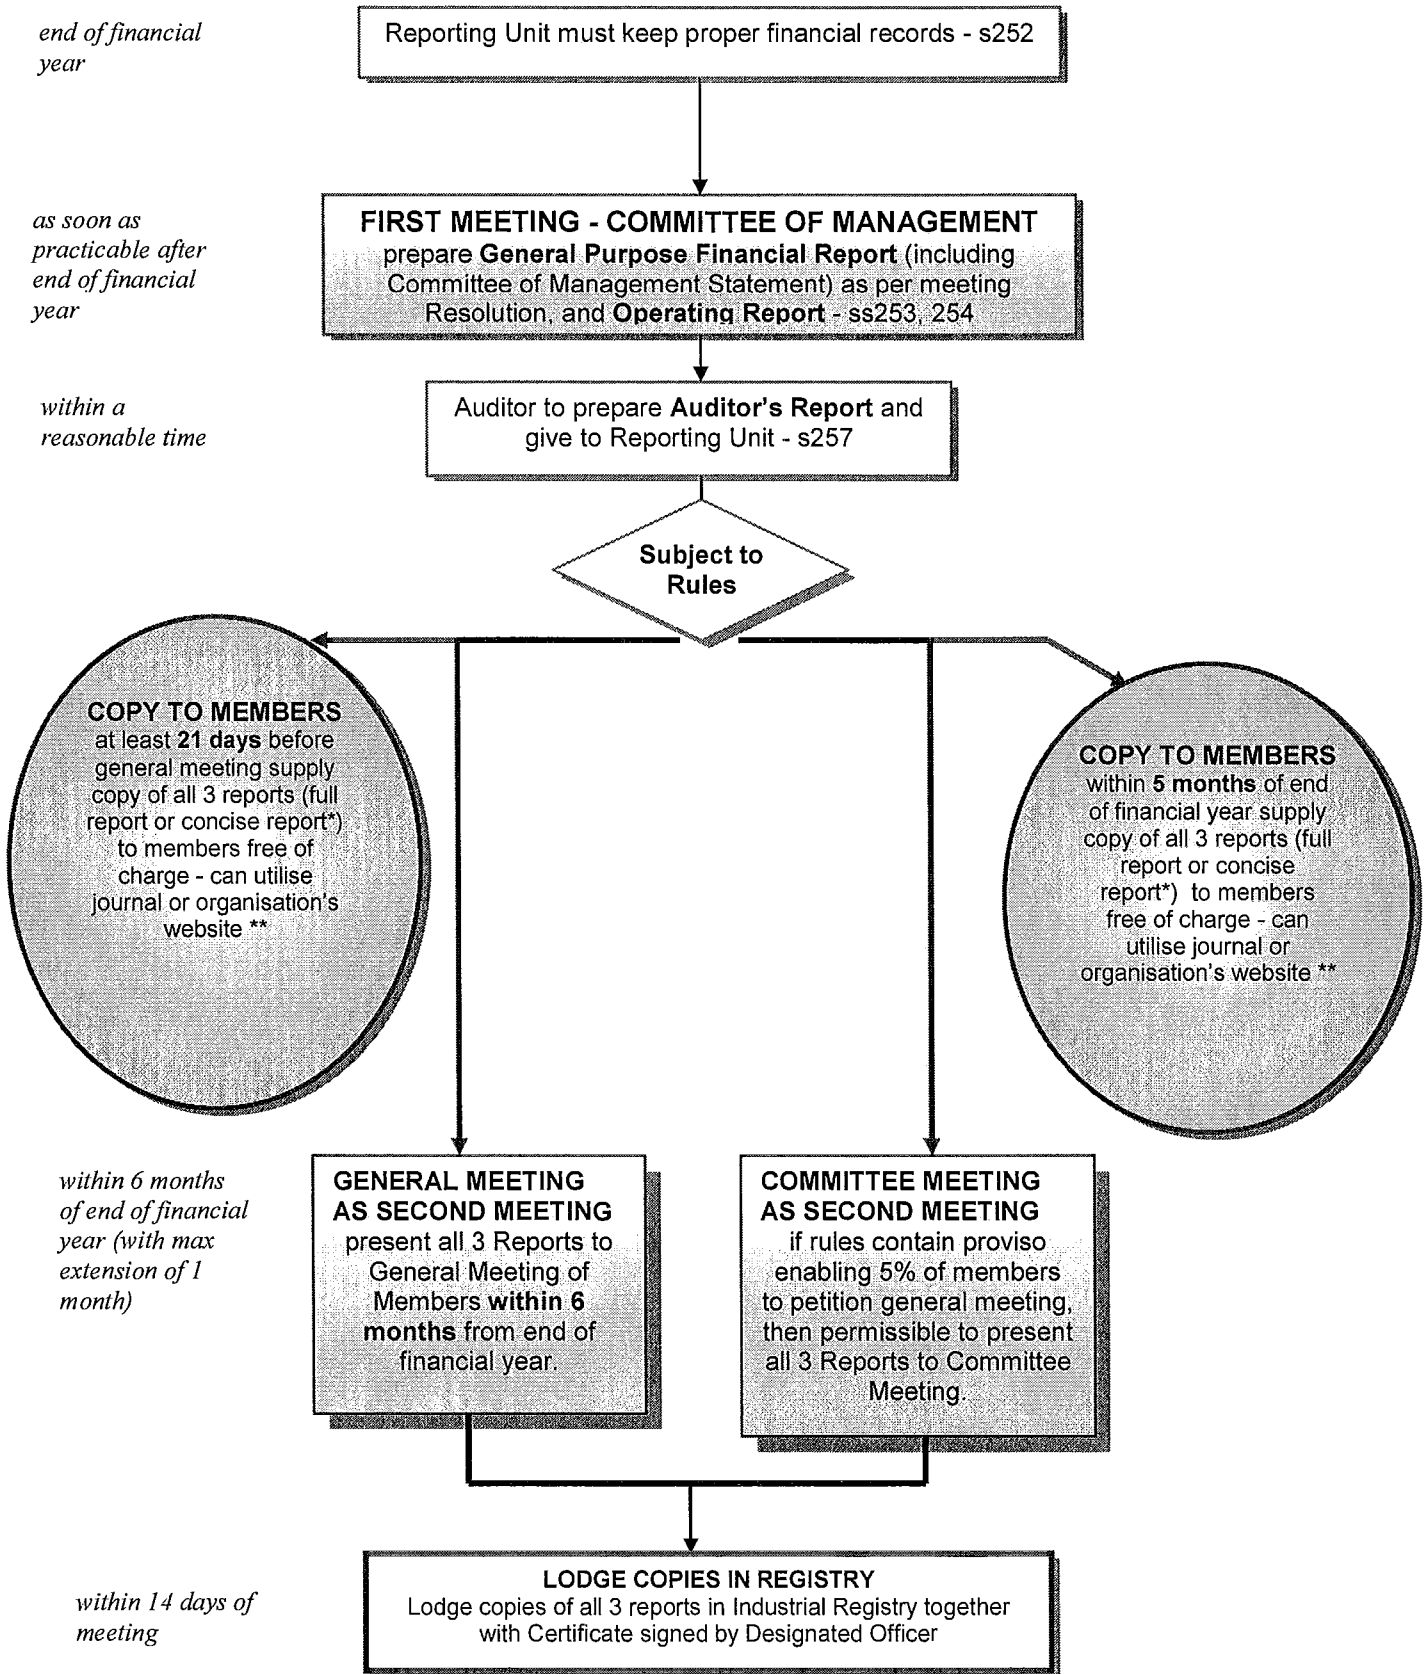 end of financial
year
Reporting Unit must keep proper financial records - s252
as soon as
practicable after
end of financial
year
FIRST MEETING - COMMITTEE OF MANAGEMENT
prepare General Purpose Financial Report (including
Committee of Management Statement) as per meeting
Resolution, and Operating Report - ss253, 254
within a
reasonable time
Auditor to prepare Auditor's Report and
give to Reporting Unit - s257
Subject to
Rules
COPY TO MEMBERS
at least 21 days before
general meeting supply
copy of all 3 reports (full
report or concise report*)
to members free of
charge - can utilise
journal or organisation's
website **
COPY TO MEMBERS
within 5 months of end
of financial year supply
copy of all 3 reports (full
report or concise
report*) to members
free of charge - can
utilise journal or
organisation's website **
within 6 months
of end of financial
year (with max
extension of 1
month)
GENERAL MEETING
AS SECOND MEETING
present all 3 Reports to
General Meeting of
Members within 6
months from end of
financial year.
COMMITTEE MEETING
AS SECOND MEETING
if rules contain proviso
enabling 5% of members
to petition general meeting,
then permissible to present
all 3 Reports to Committee
Meeting.
within 14 days of
meeting
LODGE COPIES IN REGISTRY
Lodge copies of all 3 reports in Industrial Registry together
with Certificate signed by Designated Officer